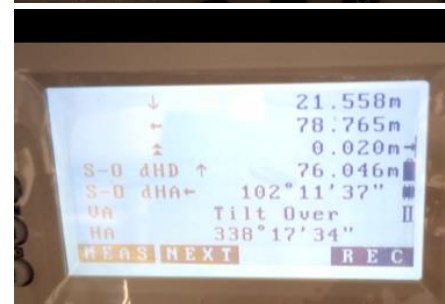 ↓ 21.558m
← 78.765m
⯭ 0.020m
S-O dHD ↑ 76.046m
S-O dHA← 102°11'37"
VA Tilt Over II
HA 338°17'34"
MEAS NEXT REC